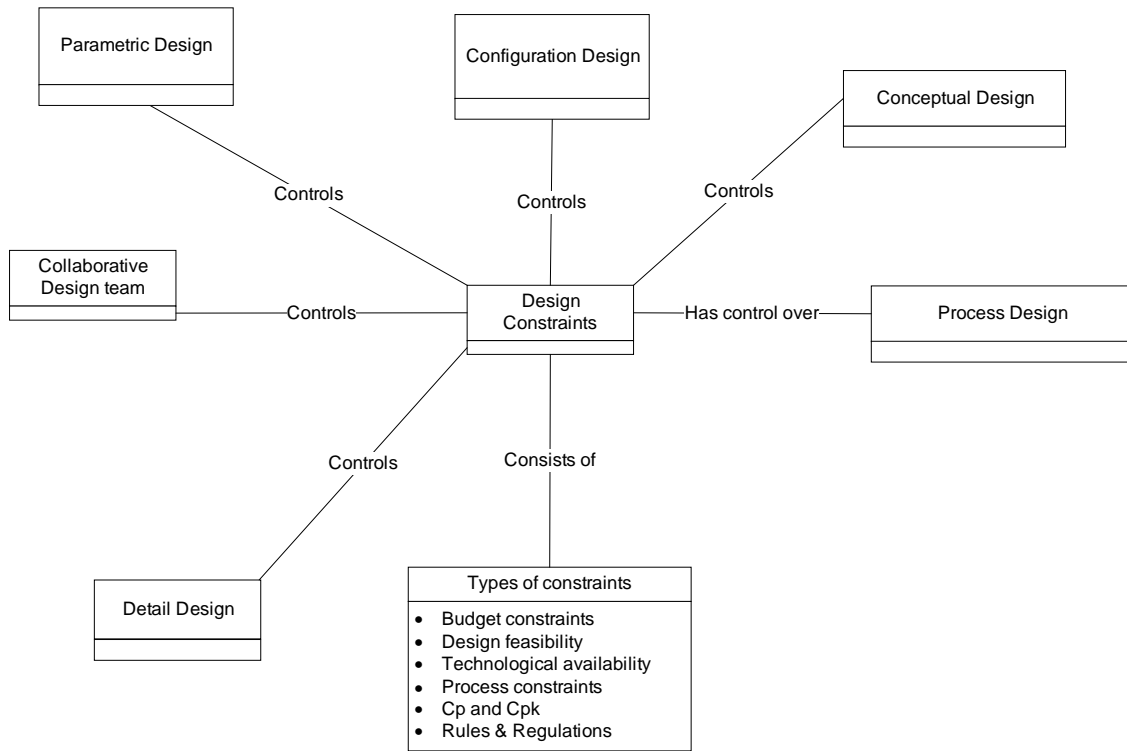 Parametric Design
Configuration Design
Conceptual Design
Controls
Controls
Controls
Collaborative
Design team
Controls
Design
Constraints
Has control over
Process Design
Controls
Consists of
Detail Design
Types of constraints
• Budget constraints
• Design feasibility
• Technological availability
• Process constraints
• Cp and Cpk
• Rules & Regulations